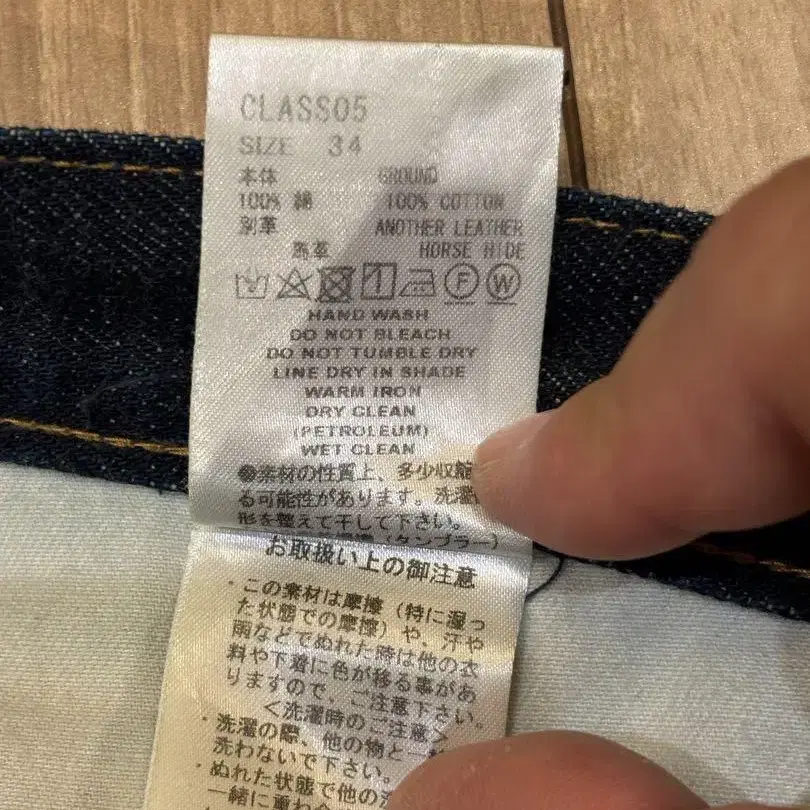 CLASS05
SIZE 34
本体 GROUND
100% 綿 100% COTTON
別革 ANOTHER LEATHER
馬革 HORSE HIDE
F W
HAND WASH
DO NOT BLEACH
DO NOT TUMBLE DRY
LINE DRY IN SHADE
WARM IRON
DRY CLEAN
(PETROLEUM)
WET CLEAN
●素材の性質上、多少収縮
る可能性があります。洗濯
形を整えて干して下さい。
(タンブラー)
お取扱い上の御注意
・この素材は摩擦(特に湿っ
た状態での摩擦)や、汗や
雨などでぬれた時は他の衣
料や下着に色が移る事があ
りますので、ご注意下さい。
<洗濯時のご注意>
・洗濯の際、他の物と一緒
洗わないで下さい。
・ぬれた状態で他の
一緒に重ね